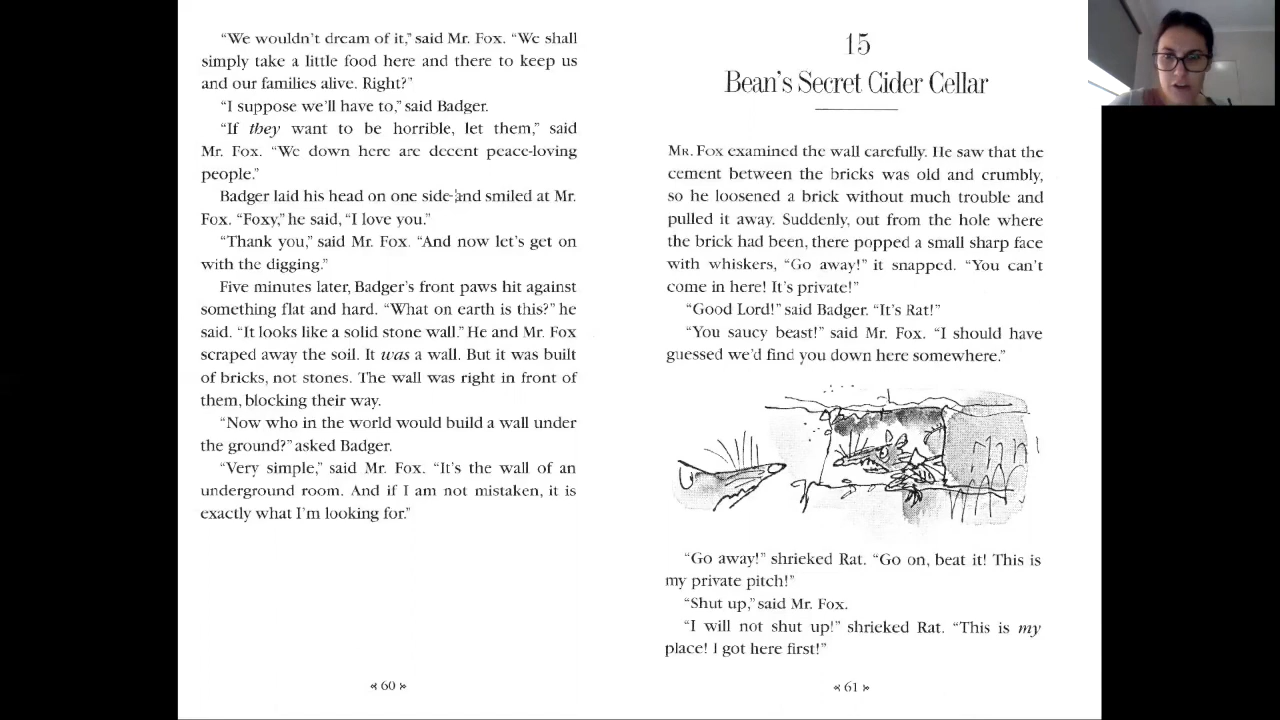 “We wouldn’t dream of it,” said Mr. Fox. “We shall
simply take a little food here and there to keep us
and our families alive. Right?”
“I suppose we’ll have to,” said Badger.
“If they want to be horrible, let them,” said
Mr. Fox. “We down here are decent peace-loving
people.”
Badger laid his head on one side and smiled at Mr.
Fox. “Foxy,” he said, “I love you.”
“Thank you,” said Mr. Fox. “And now let’s get on
with the digging.”
Five minutes later, Badger’s front paws hit against
something flat and hard. “What on earth is this?” he
said. “It looks like a solid stone wall.” He and Mr. Fox
scraped away the soil. It was a wall. But it was built
of bricks, not stones. The wall was right in front of
them, blocking their way.
“Now who in the world would build a wall under
the ground?” asked Badger.
“Very simple,” said Mr. Fox. “It’s the wall of an
underground room. And if I am not mistaken, it is
exactly what I’m looking for.”
60
15
Bean’s Secret Cider Cellar
MR. FOX examined the wall carefully. He saw that the
cement between the bricks was old and crumbly,
so he loosened a brick without much trouble and
pulled it away. Suddenly, out from the hole where
the brick had been, there popped a small sharp face
with whiskers, “Go away!” it snapped. “You can’t
come in here! It’s private!”
“Good Lord!” said Badger. “It’s Rat!”
“You saucy beast!” said Mr. Fox. “I should have
guessed we’d find you down here somewhere.”
“Go away!” shrieked Rat. “Go on, beat it! This is
my private pitch!”
“Shut up,” said Mr. Fox.
“I will not shut up!” shrieked Rat. “This is my
place! I got here first!”
61